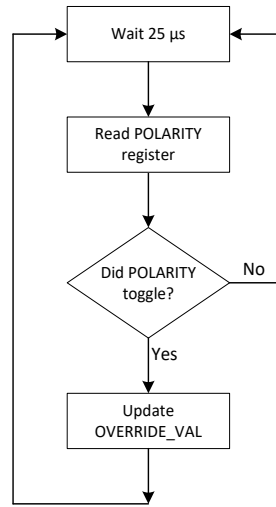 Wait 25 µs
Read POLARITY
register
Did POLARITY
toggle?
No
Yes
Update
OVERRIDE_VAL